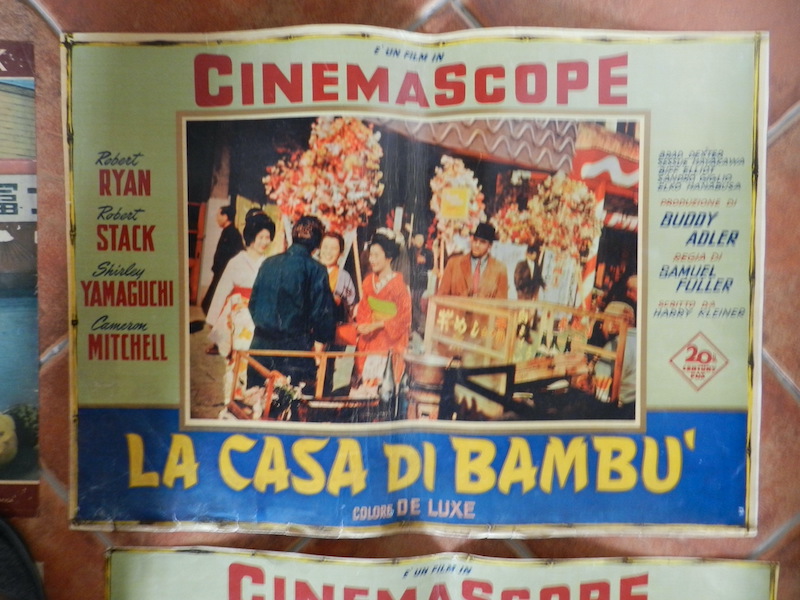 E' UN FILM IN
CINEMASCOPE
Robert
RYAN
Robert
STACK
Shirley
YAMAGUCHI
Cameron
MITCHELL
BRAD DEXTER
SESSUE HAYAKAWA
BIFF ELLIOT
SANDRO GIGLIO
ELKO HANABUSA
PRODUZIONE DI
BUDDY
ADLER
REGIA DI
SAMUEL
FULLER
SCRITTO DA
HARRY KLEINER
20th
CENTURY
FOX
LA CASA DI BAMBU'
COLORE DE LUXE
E' UN FILM IN
CINEMASCOPE